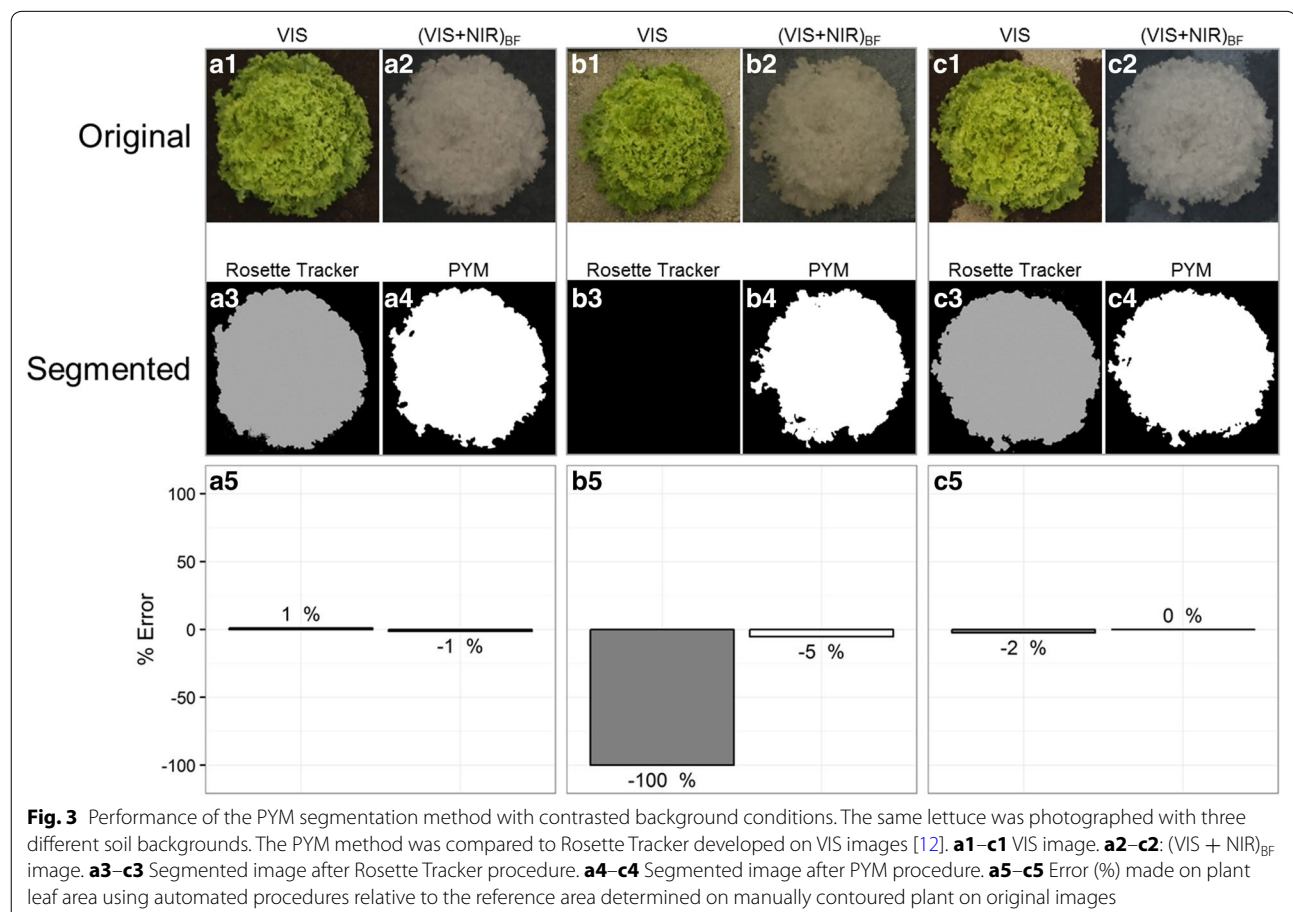 VIS (VIS+NIR)BF VIS (VIS+NIR)BF VIS (VIS+NIR)BF
a1 a2 b1 b2 c1 c2
Original
Rosette Tracker PYM Rosette Tracker PYM Rosette Tracker PYM
a3 a4 b3 b4 c3 c4
Segmented
a5 b5 c5
100
50
0
-50
-100
% Error
1 %
-1 %
-100 %
-5 %
-2 %
0 %
Fig. 3 Performance of the PYM segmentation method with contrasted background conditions. The same lettuce was photographed with three
different soil backgrounds. The PYM method was compared to Rosette Tracker developed on VIS images [12]. a1–c1 VIS image. a2–c2: (VIS + NIR)BF
image. a3–c3 Segmented image after Rosette Tracker procedure. a4–c4 Segmented image after PYM procedure. a5–c5 Error (%) made on plant
leaf area using automated procedures relative to the reference area determined on manually contoured plant on original images